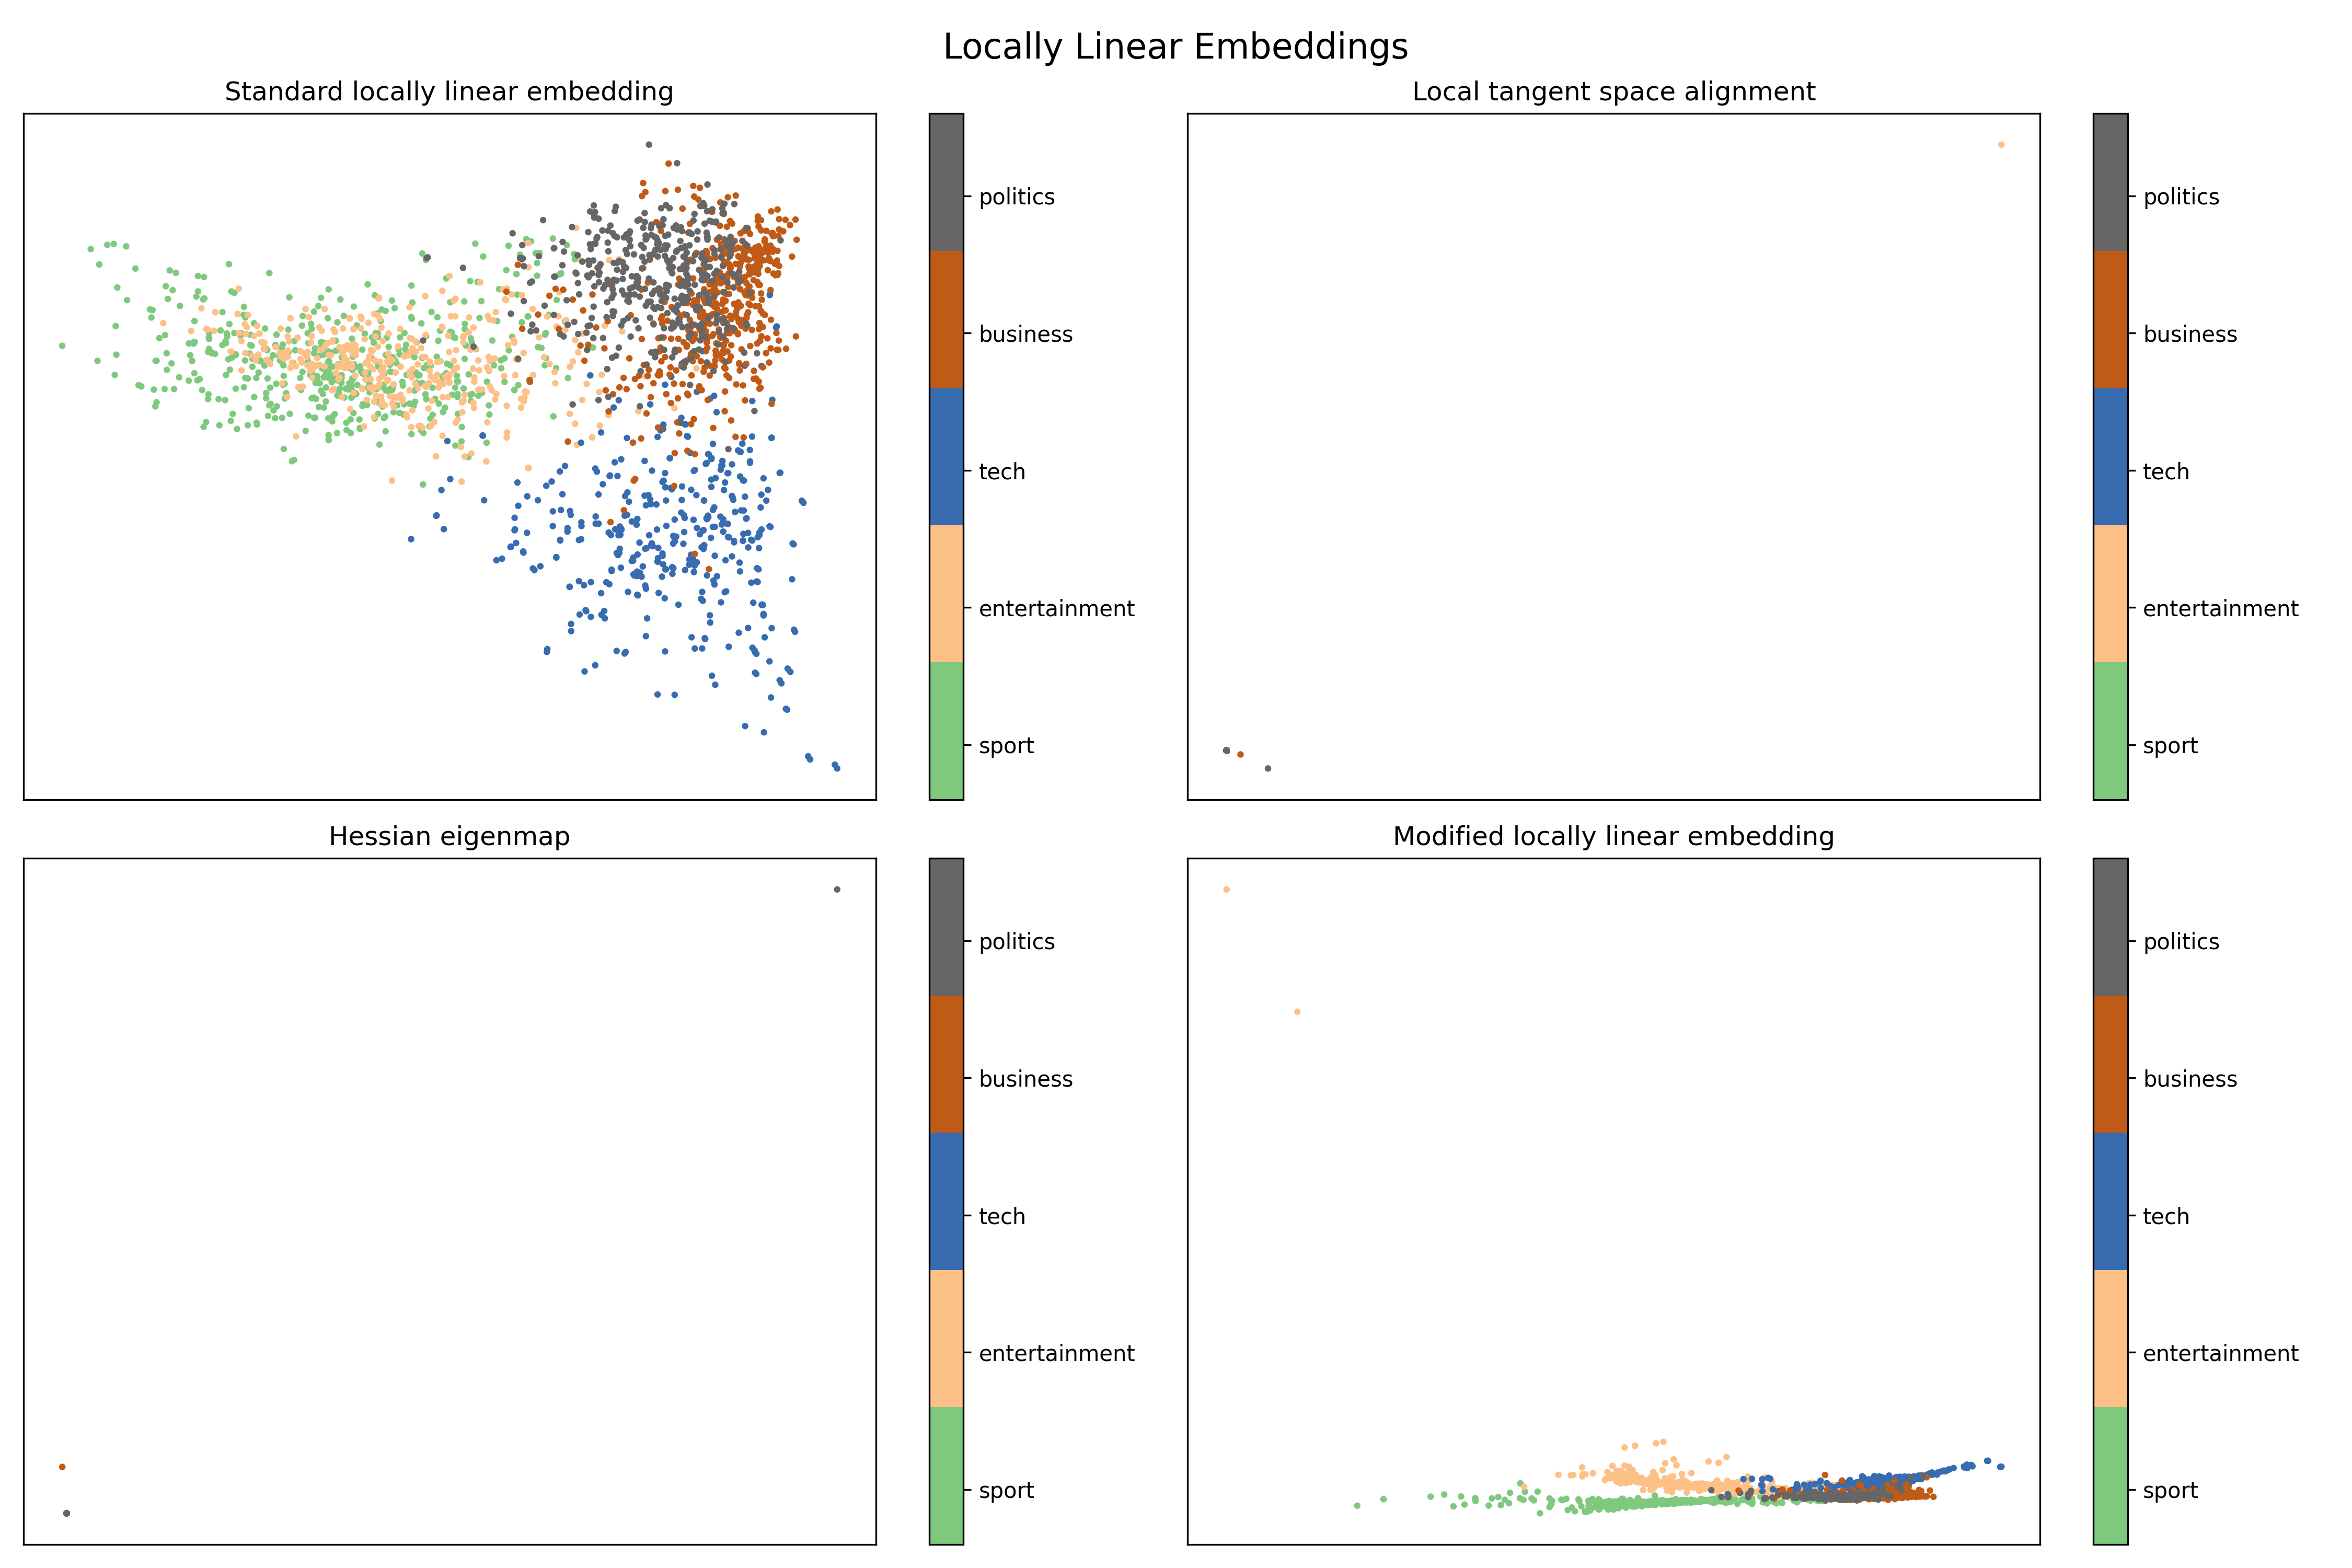 Locally Linear Embeddings
Standard locally linear embedding
politics
business
tech
entertainment
sport
Local tangent space alignment
politics
business
tech
entertainment
sport
Hessian eigenmap
politics
business
tech
entertainment
sport
Modified locally linear embedding
politics
business
tech
entertainment
sport